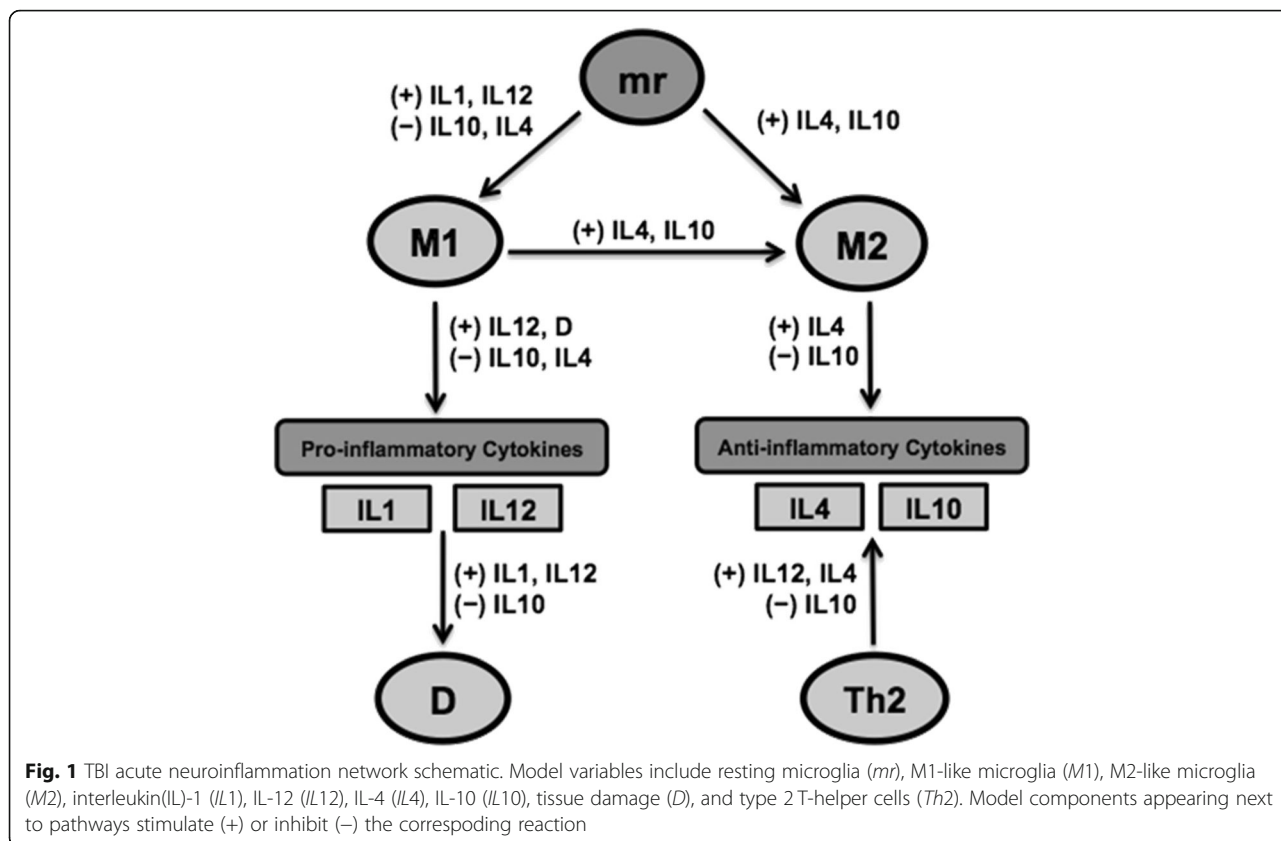 mr
(+) IL1, IL12
(−) IL10, IL4
(+) IL4, IL10
M1
(+) IL4, IL10
M2
(+) IL12, D
(−) IL10, IL4
(+) IL4
(−) IL10
Pro-inflammatory Cytokines
Anti-inflammatory Cytokines
IL1
IL12
IL4
IL10
(+) IL1, IL12
(−) IL10
(+) IL12, IL4
(−) IL10
D
Th2
Fig. 1 TBI acute neuroinflammation network schematic. Model variables include resting microglia (mr), M1-like microglia (M1), M2-like microglia
(M2), interleukin(IL)-1 (IL1), IL-12 (IL12), IL-4 (IL4), IL-10 (IL10), tissue damage (D), and type 2 T-helper cells (Th2). Model components appearing next
to pathways stimulate (+) or inhibit (−) the correspoding reaction